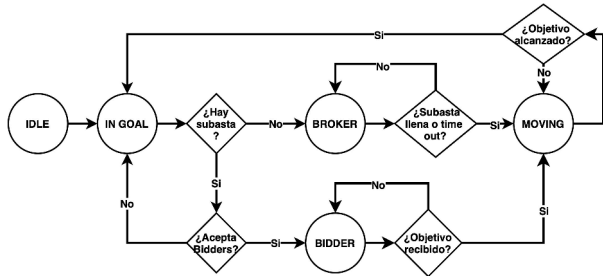 ¿Objetivo
alcanzado?
Si
No
No
IDLE
IN GOAL
¿Hay
subasta
?
No
BROKER
¿Subasta
llena o time
out?
Si
MOVING
Si
No
No
Si
¿Acepta
Bidders?
Si
BIDDER
¿Objetivo
recibido?